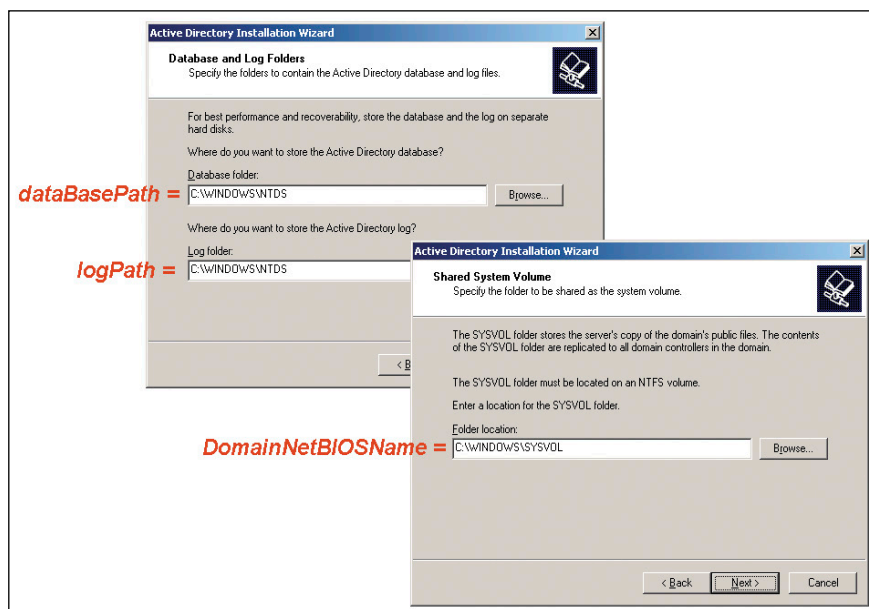 Active Directory Installation Wizard
Database and Log Folders
Specify the folders to contain the Active Directory database and log files.
For best performance and recoverability, store the database and the log on separate
hard disks.
Where do you want to store the Active Directory database?
Database folder:
dataBasePath = C:\WINDOWS\NTDS Browse...
Where do you want to store the Active Directory log?
Log folder:
logPath = C:\WINDOWS\NTDS
< B
Active Directory Installation Wizard
Shared System Volume
Specify the folder to be shared as the system volume.
The SYSVOL folder stores the server's copy of the domain's public files. The contents
of the SYSVOL folder are replicated to all domain controllers in the domain.
The SYSVOL folder must be located on an NTFS volume.
Enter a location for the SYSVOL folder.
Folder location:
DomainNetBIOSName = C:\WINDOWS\SYSVOL Browse...
< Back Next > Cancel